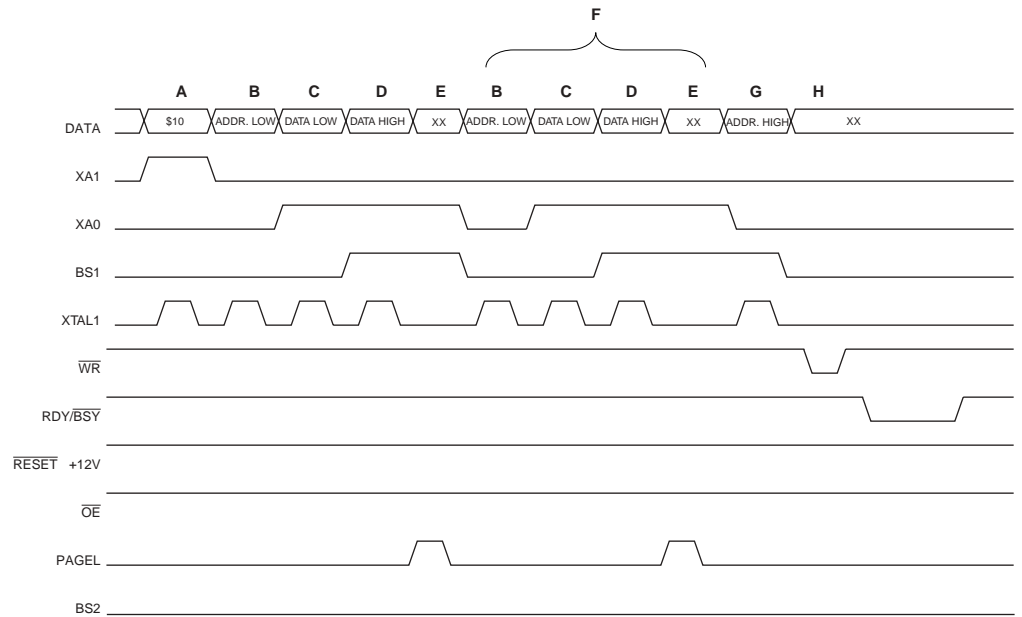 F
A B C D E B C D E G H
DATA $10 ADDR. LOW DATA LOW DATA HIGH XX ADDR. LOW DATA LOW DATA HIGH XX ADDR. HIGH XX
XA1
XA0
BS1
XTAL1
WR
RDY/BSY
RESET +12V
OE
PAGEL
BS2